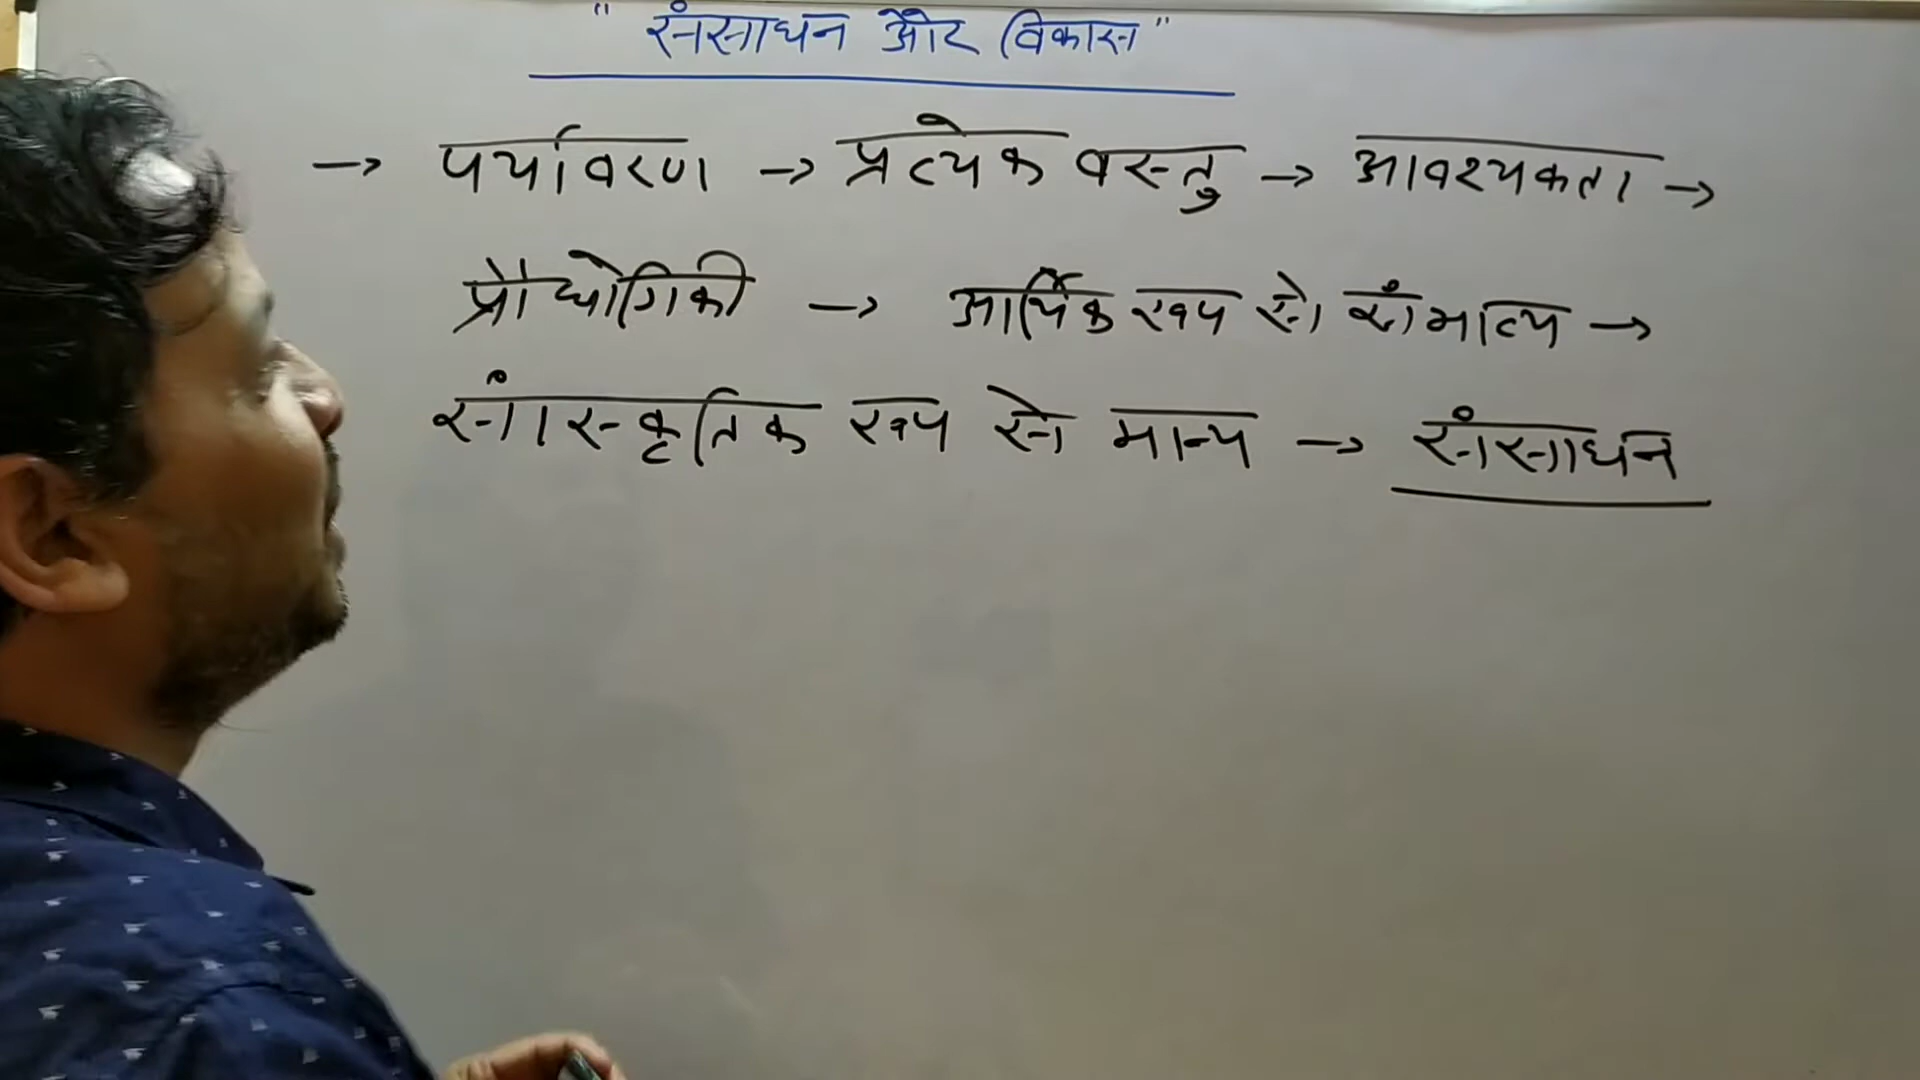 " संसाधन और विकास "
→ पर्यावरण → प्रत्येक वस्तु → आवश्यकता →
प्रौद्योगिकी → आर्थिक रूप से संभाव्य →
सांस्कृतिक रूप से मान्य → संसाधन